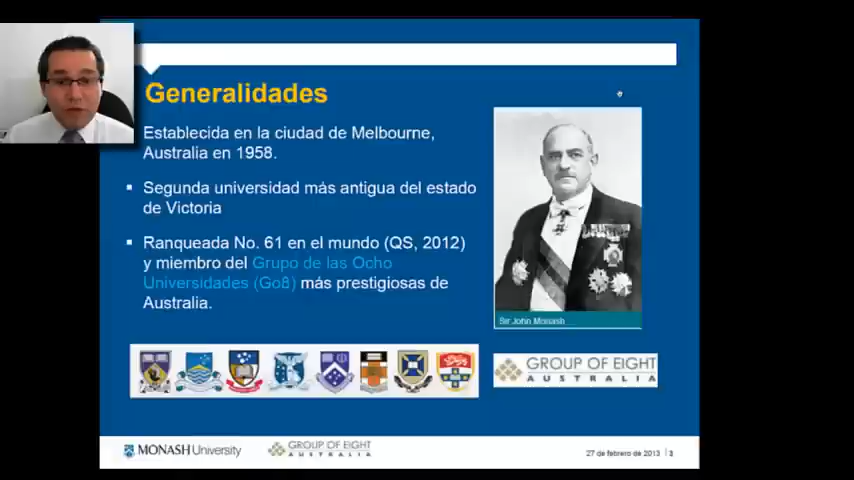 Generalidades
Establecida en la ciudad de Melbourne,
Australia en 1958.
▪ Segunda universidad más antigua del estado
de Victoria
▪ Ranqueada No. 61 en el mundo (QS, 2012)
y miembro del Grupo de las Ocho
Universidades (Go8) más prestigiosas de
Australia.
Sir John Monash
GROUP OF EIGHT
AUSTRALIA
MONASH University
GROUP OF EIGHT
AUSTRALIA
27 de febrero de 2013 | 3